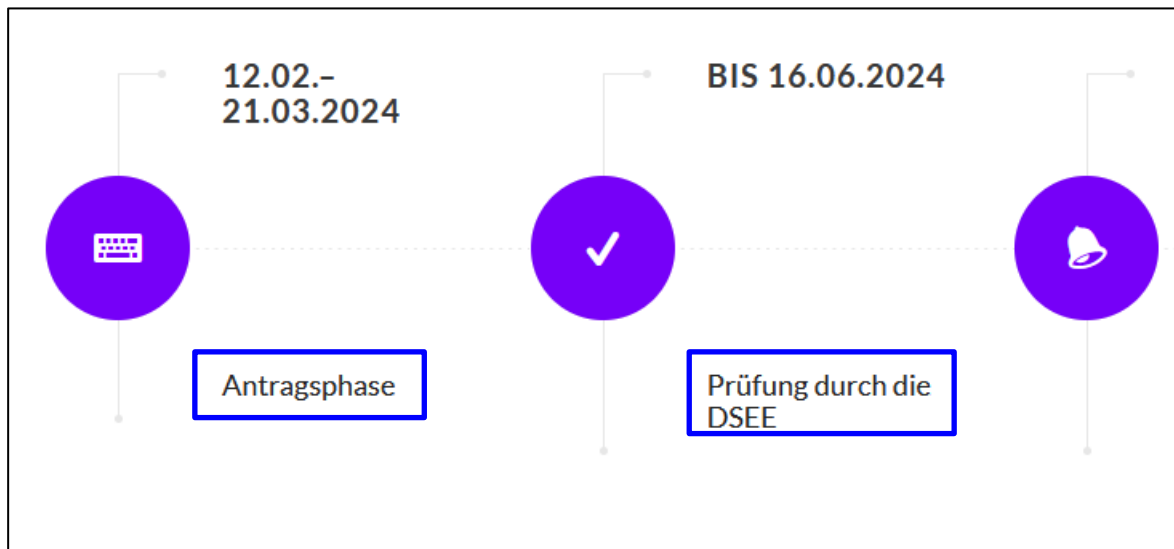 12.02.–
21.03.2024
Antragsphase
BIS 16.06.2024
Prüfung durch die
DSEE